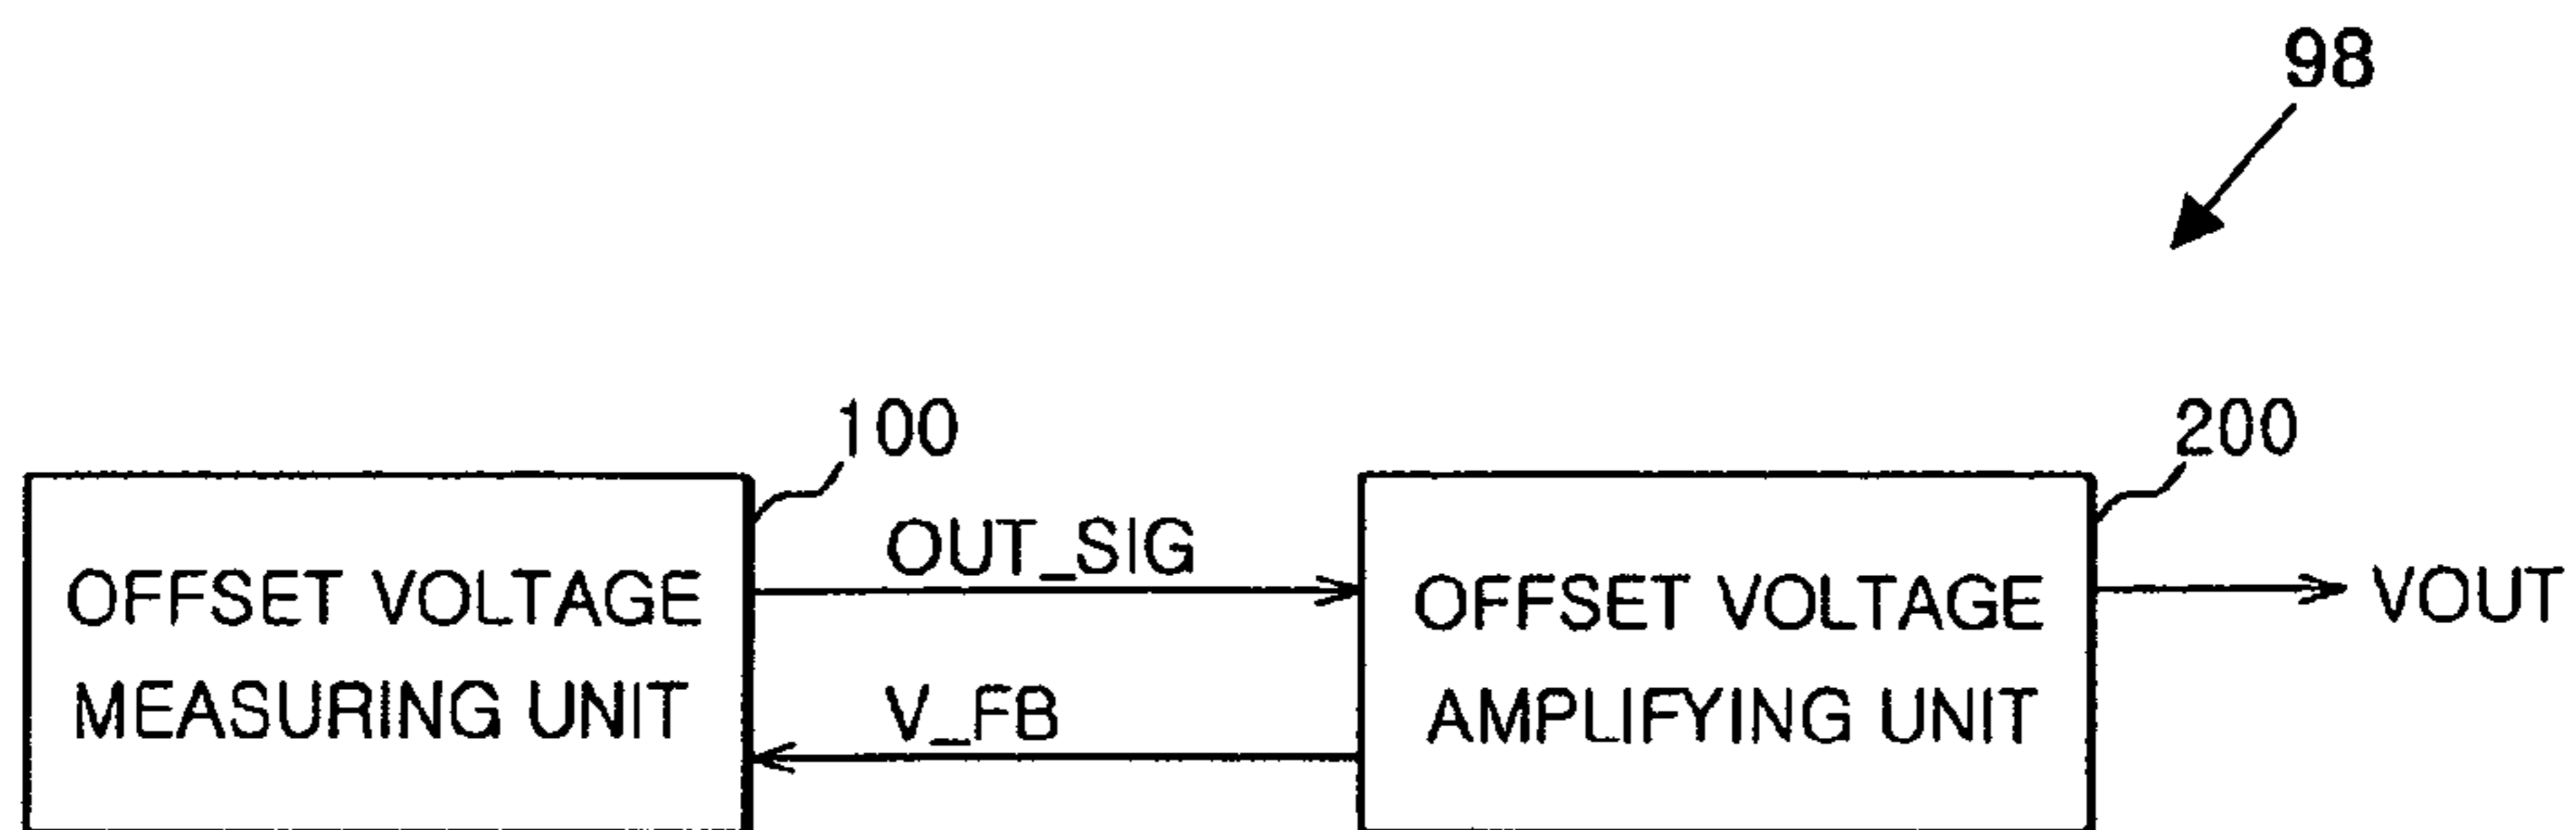 98
100
200
OUT_SIG
OFFSET VOLTAGE
MEASURING UNIT
V_FB
OFFSET VOLTAGE
AMPLIFYING UNIT
VOUT